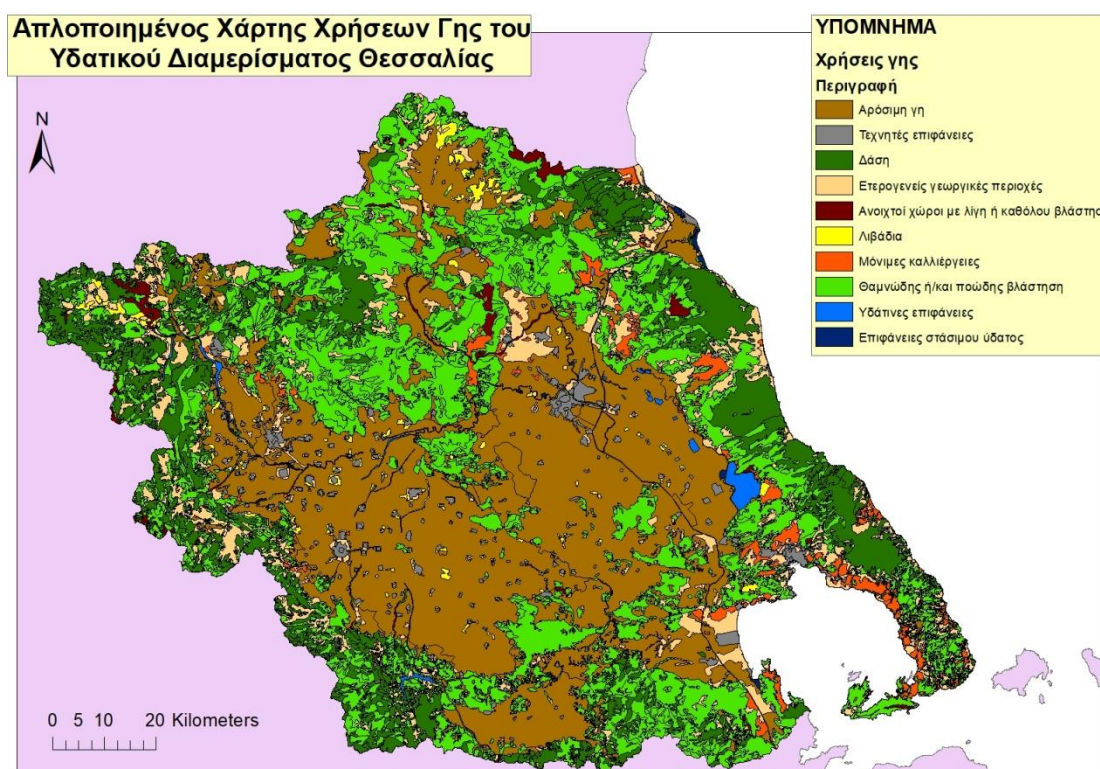 Απλοποιημένος Χάρτης Χρήσεων Γης του
Υδατικού Διαμερίσματος Θεσσαλίας
N
0 5 10 20 Kilometers
ΥΠΟΜΝΗΜΑ
Χρήσεις γης
Περιγραφή
Αρόσιμη γη
Τεχνητές επιφάνειες
Δάση
Ετερογενείς γεωργικές περιοχές
Ανοιχτοί χώροι με λίγη ή καθόλου βλάστησ
Λιβάδια
Μόνιμες καλλιέργειες
Θαμνώδης ή/και ποώδης βλάστηση
Υδάτινες επιφάνειες
Επιφάνειες στάσιμου ύδατος